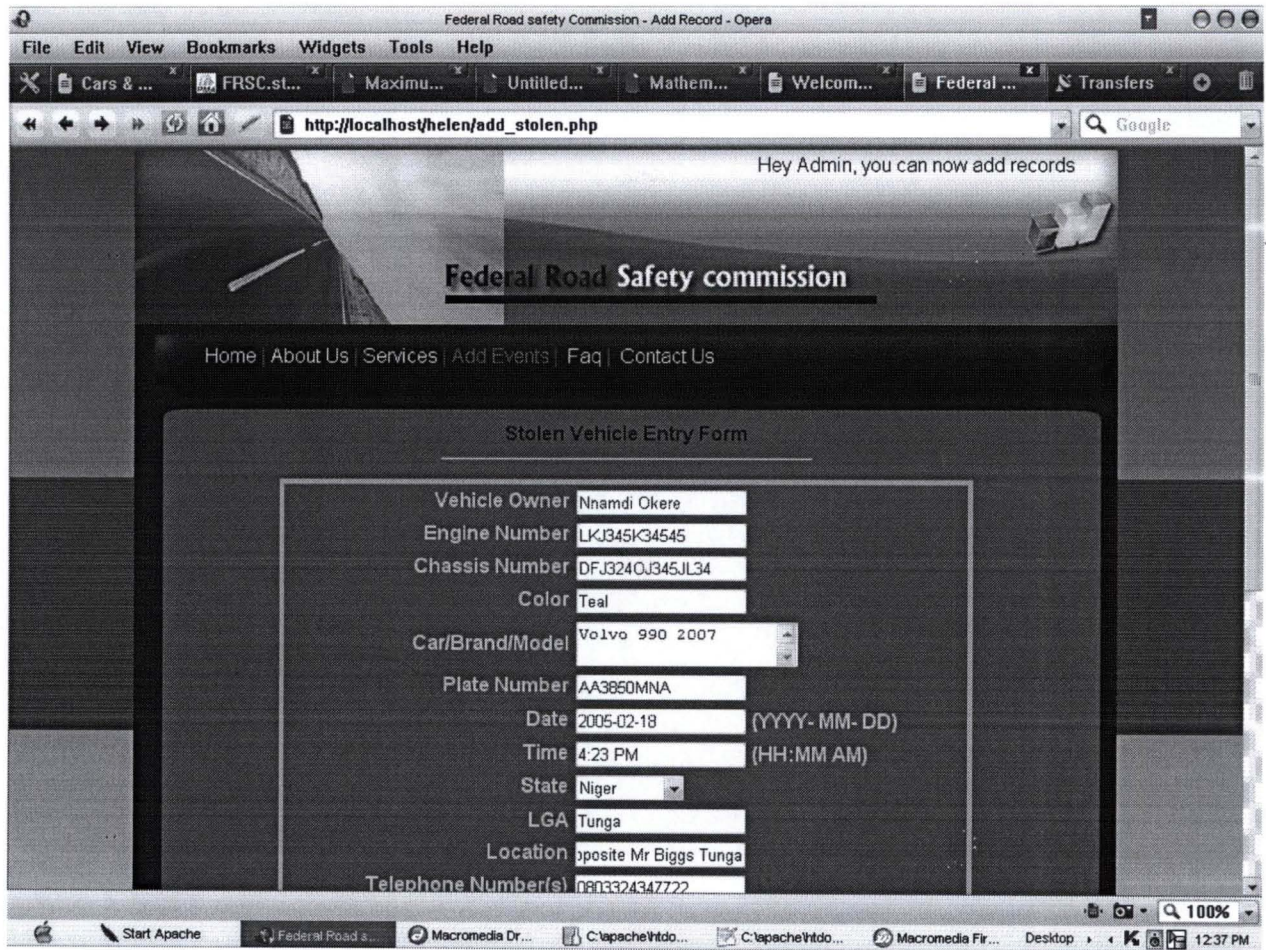 Federal Road safety Commission - Add Record - Opera
File Edit View Bookmarks Widgets Tools Help
Cars & ... FRSC.st... Maximu... Untitled... Mathem... Welcom... Federal ... Transfers
http://localhost/helen/add_stolen.php Google
Hey Admin, you can now add records
Federal Road Safety commission
Home | About Us | Services | Add Events | Faq | Contact Us
Stolen Vehicle Entry Form
Vehicle Owner Nnamdi Okere
Engine Number LKJ345K34545
Chassis Number DFJ324OJ345JL34
Color Teal
Car/Brand/Model Volvo 990 2007
Plate Number AA3850MNA
Date 2005-02-18 (YYYY- MM- DD)
Time 4:23 PM (HH:MM AM)
State Niger
LGA Tunga
Location pposite Mr Biggs Tunga
Telephone Number(s) 0803324347722
100%
Start Apache Federal Road s... Macromedia Dr... C:\apache\htdo... C:\apache\htdo... Macromedia Fir... Desktop 12:37 PM